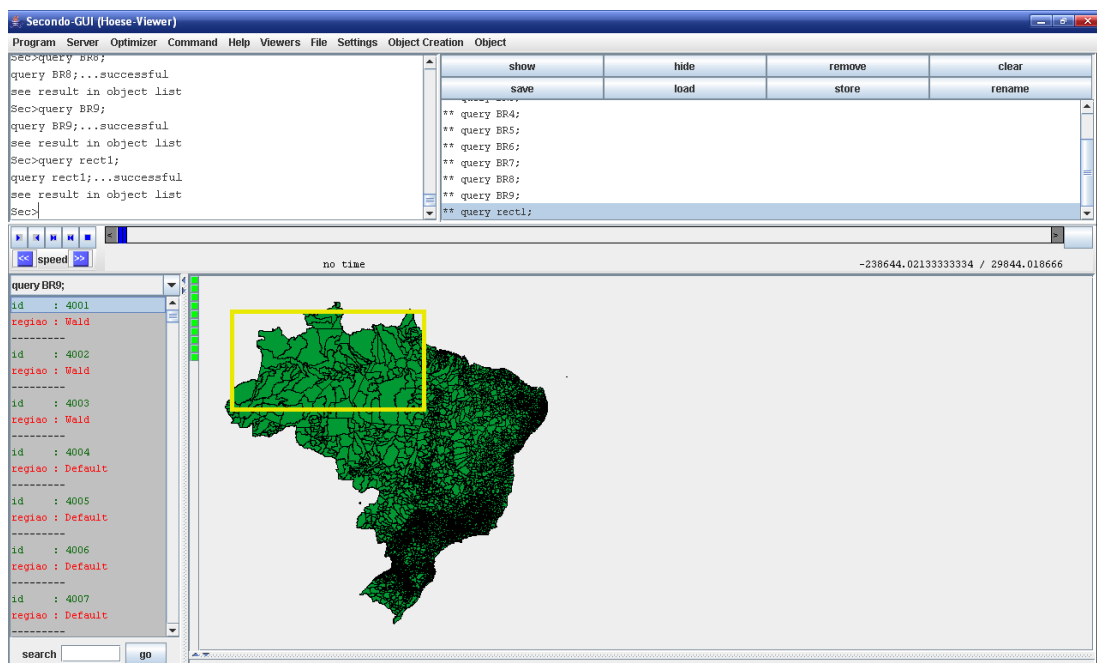 Secondo-GUI (Hoese-Viewer)
Program Server Optimizer Command Help Viewers File Settings Object Creation Object
Sec>query BR8;
query BR8;...successful
see result in object list
Sec>query BR9;
query BR9;...successful
see result in object list
Sec>query rect1;
query rect1;...successful
see result in object list
Sec>
show hide remove clear
save load store rename
** query BR4;
** query BR5;
** query BR6;
** query BR7;
** query BR8;
** query BR9;
** query rect1;
<< speed >>
no time
-238644.02133333334 / 29844.018666
query BR9;
id : 4001
regiao : Wald
---------
id : 4002
regiao : Wald
---------
id : 4003
regiao : Wald
---------
id : 4004
regiao : Default
---------
id : 4005
regiao : Default
---------
id : 4006
regiao : Default
---------
id : 4007
regiao : Default
---------
search go